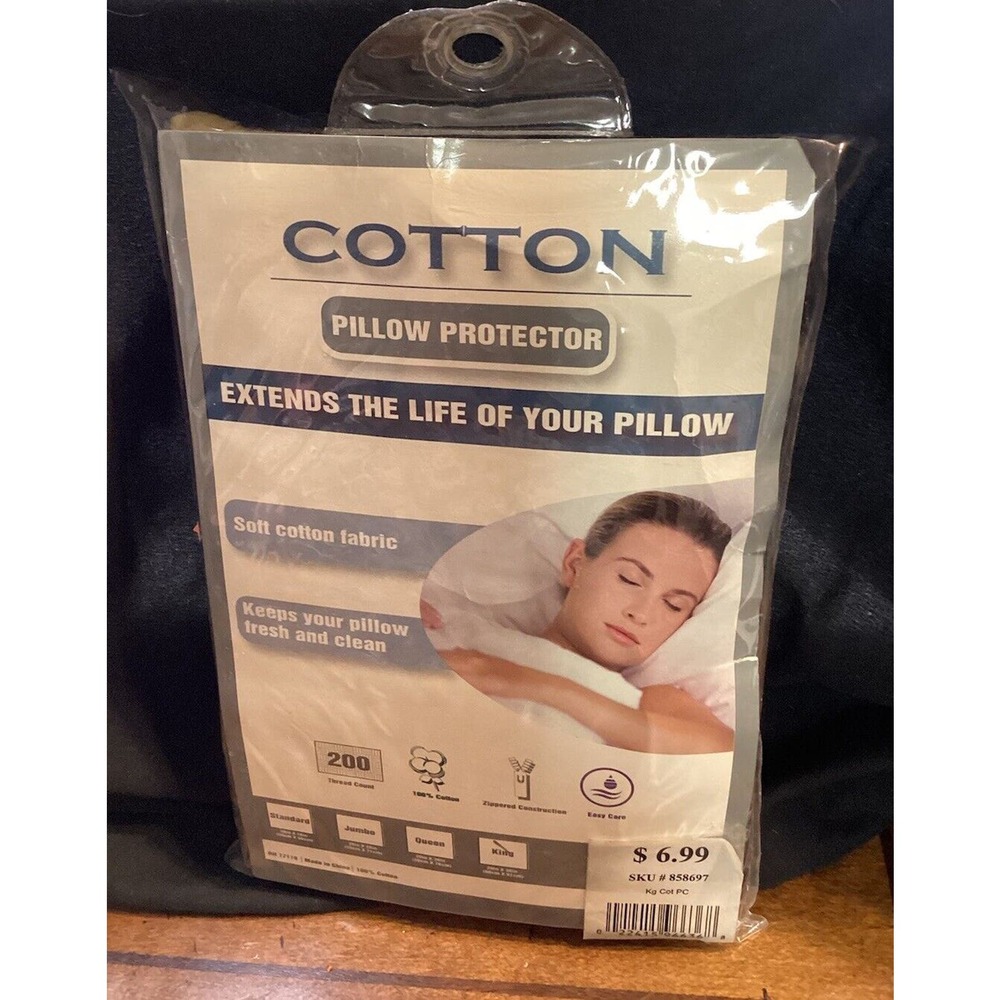 COTTON
PILLOW PROTECTOR
EXTENDS THE LIFE OF YOUR PILLOW
Soft cotton fabric
Keeps your pillow
fresh and clean
200
Thread Count
100% Cotton
Zippered Construction
Easy Care
Standard
Jumbo
Queen
King
Made in China | 100% Cotton
$ 6.99
SKU # 858697
Kg Cot PC